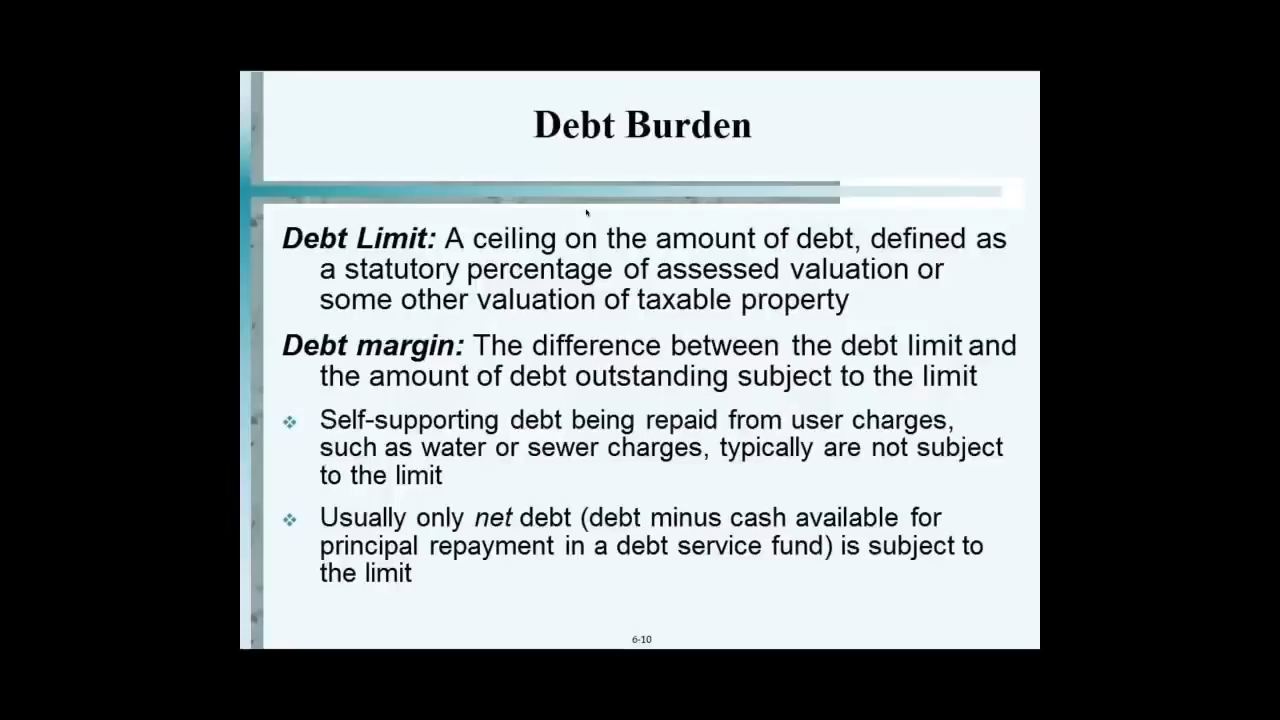 Debt Burden
Debt Limit: A ceiling on the amount of debt, defined as
a statutory percentage of assessed valuation or
some other valuation of taxable property
Debt margin: The difference between the debt limit and
the amount of debt outstanding subject to the limit
❖ Self-supporting debt being repaid from user charges,
such as water or sewer charges, typically are not subject
to the limit
❖ Usually only net debt (debt minus cash available for
principal repayment in a debt service fund) is subject to
the limit
6-10